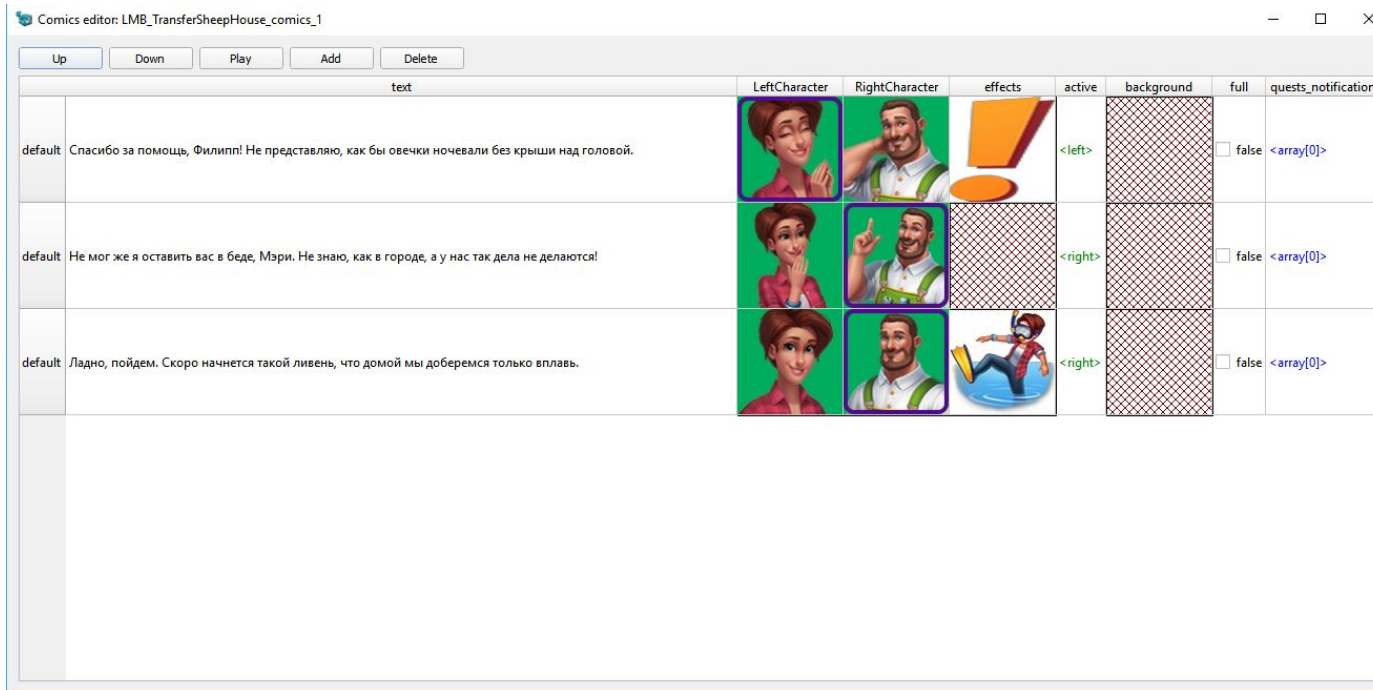 Comics editor: LMB_TransferSheepHouse_comics_1
Up Down Play Add Delete
text LeftCharacter RightCharacter effects active background full quests_notification
default Спасибо за помощь, Филипп! Не представляю, как бы овечки ночевали без крыши над головой. <left> false <array[0]>
default Не мог же я оставить вас в беде, Мэри. Не знаю, как в городе, а у нас так дела не делаются! <right> false <array[0]>
default Ладно, пойдем. Скоро начнется такой ливень, что домой мы доберемся только вплавь. <right> false <array[0]>